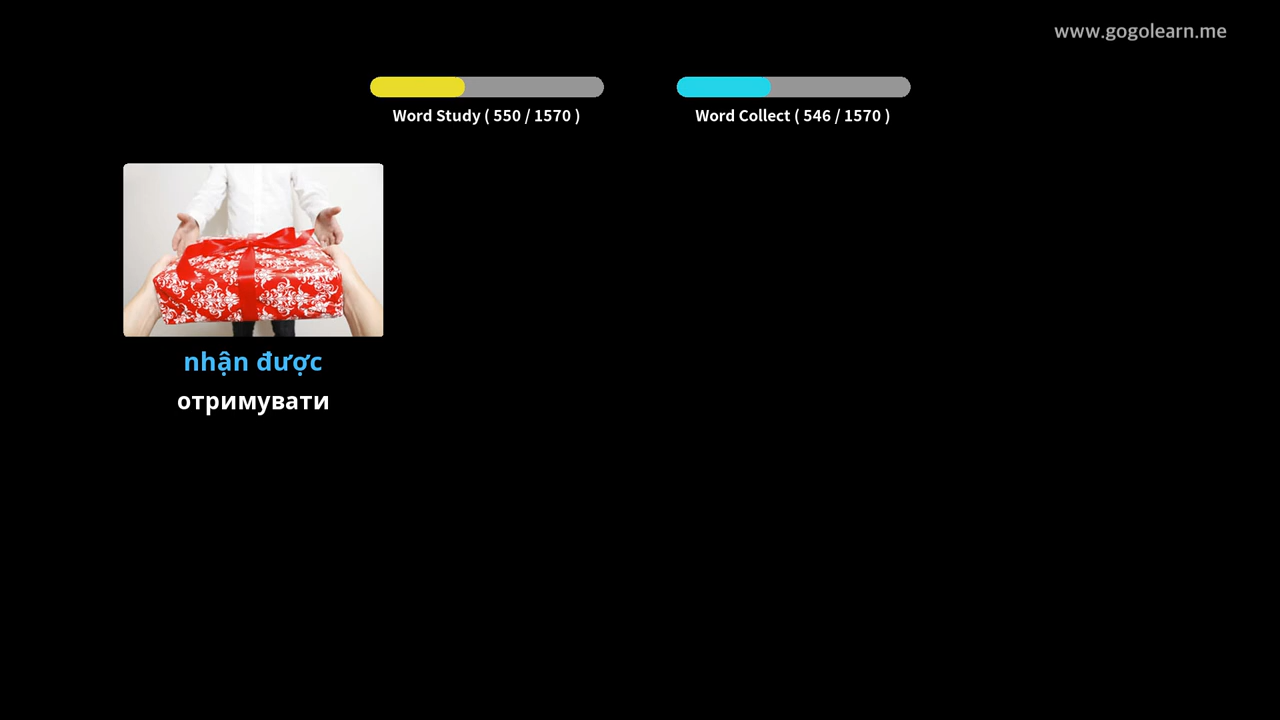 www.gogolearn.me
Word Study ( 550 / 1570 )
Word Collect ( 546 / 1570 )
nhận được
отримувати